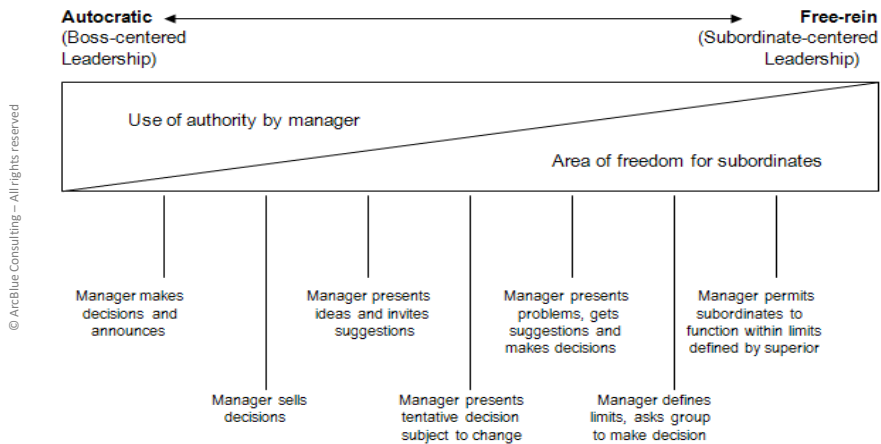 Autocratic
(Boss-centered
Leadership)
Free-rein
(Subordinate-centered
Leadership)
Use of authority by manager
Area of freedom for subordinates
Manager makes
decisions and
announces
Manager sells
decisions
Manager presents
ideas and invites
suggestions
Manager presents
tentative decision
subject to change
Manager presents
problems, gets
suggestions and
makes decisions
Manager defines
limits, asks group
to make decision
Manager permits
subordinates to
function within limits
defined by superior
© ArcBlue Consulting – All rights reserved